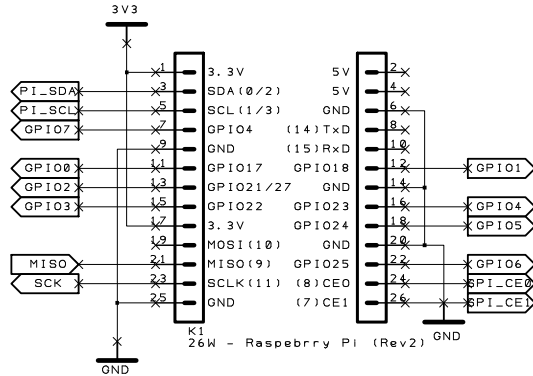 3V3
1 3.3V 5V 2
PI_SDA 3 SDA(0/2) 5V 4
PI_SCL 5 SCL(1/3) GND 6
GPIO7 7 GPIO4 (14)TxD 8
9 GND (15)RxD 10
GPIO0 11 GPIO17 GPIO18 12 GPIO1
GPIO2 13 GPIO21/27 GND 14
GPIO3 15 GPIO22 GPIO23 16 GPIO4
17 3.3V GPIO24 18 GPIO5
19 MOSI(10) GND 20
MISO 21 MISO(9) GPIO25 22 GPIO6
SCK 23 SCLK(11) (8)CE0 24 SPI_CE0
25 GND (7)CE1 26 SPI_CE1
K1
26W - Raspebrry Pi (Rev2)
GND
GND